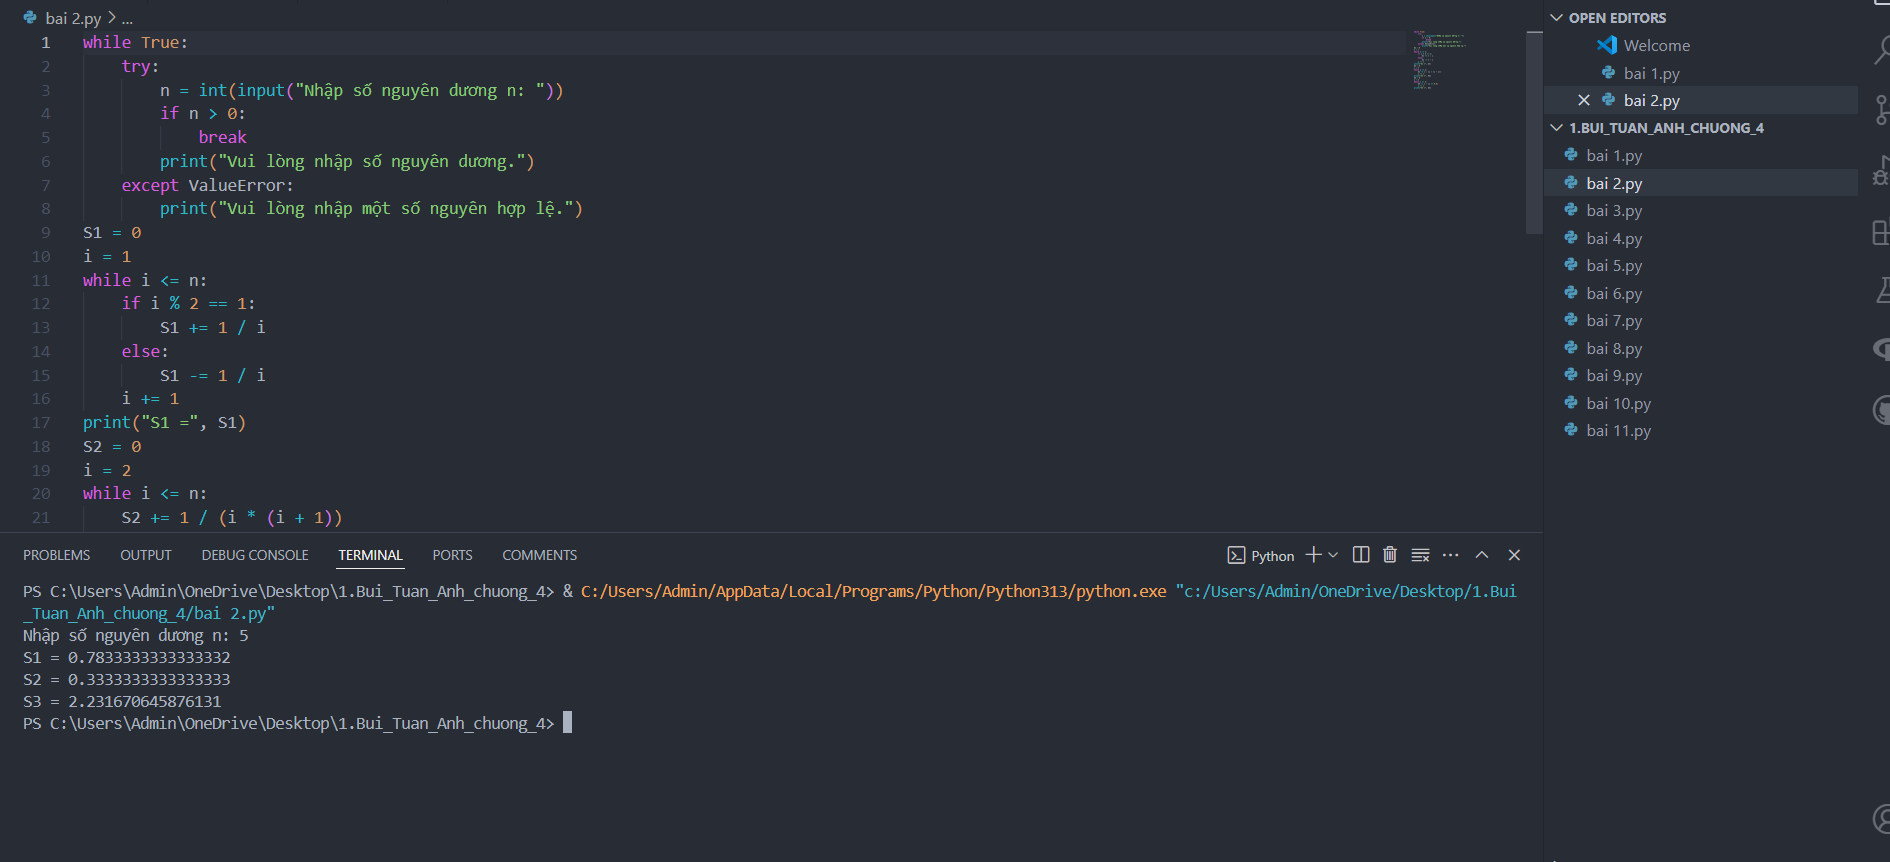 bai 2.py > ...
1 while True:
2 try:
3 n = int(input("Nhập số nguyên dương n: "))
4 if n > 0:
5 break
6 print("Vui lòng nhập số nguyên dương.")
7 except ValueError:
8 print("Vui lòng nhập một số nguyên hợp lệ.")
9 S1 = 0
10 i = 1
11 while i <= n:
12 if i % 2 == 1:
13 S1 += 1 / i
14 else:
15 S1 -= 1 / i
16 i += 1
17 print("S1 =", S1)
18 S2 = 0
19 i = 2
20 while i <= n:
21 S2 += 1 / (i * (i + 1))
PROBLEMS OUTPUT DEBUG CONSOLE TERMINAL PORTS COMMENTS
Python
PS C:\Users\Admin\OneDrive\Desktop\1.Bui_Tuan_Anh_chuong_4> & C:/Users/Admin/AppData/Local/Programs/Python/Python313/python.exe "c:/Users/Admin/OneDrive/Desktop/1.Bui
_Tuan_Anh_chuong_4/bai 2.py"
Nhập số nguyên dương n: 5
S1 = 0.7833333333333332
S2 = 0.3333333333333333
S3 = 2.231670645876131
PS C:\Users\Admin\OneDrive\Desktop\1.Bui_Tuan_Anh_chuong_4>
OPEN EDITORS
Welcome
bai 1.py
bai 2.py
1.BUI_TUAN_ANH_CHUONG_4
bai 1.py
bai 2.py
bai 3.py
bai 4.py
bai 5.py
bai 6.py
bai 7.py
bai 8.py
bai 9.py
bai 10.py
bai 11.py